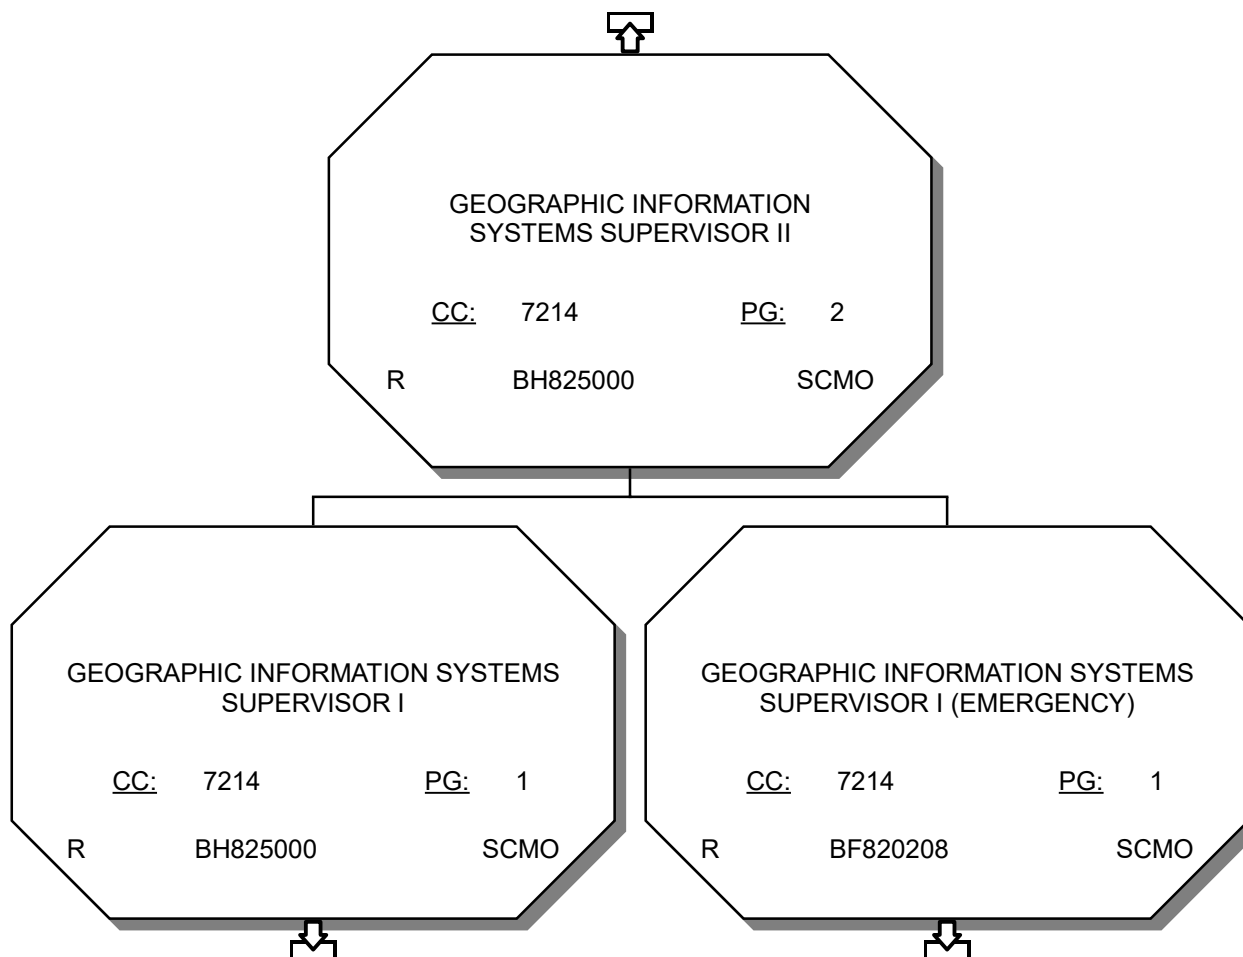 GEOGRAPHIC INFORMATION
SYSTEMS SUPERVISOR II
CC: 7214 PG: 2
R BH825000 SCMO
GEOGRAPHIC INFORMATION SYSTEMS
SUPERVISOR I
CC: 7214 PG: 1
R BH825000 SCMO
GEOGRAPHIC INFORMATION SYSTEMS
SUPERVISOR I (EMERGENCY)
CC: 7214 PG: 1
R BF820208 SCMO